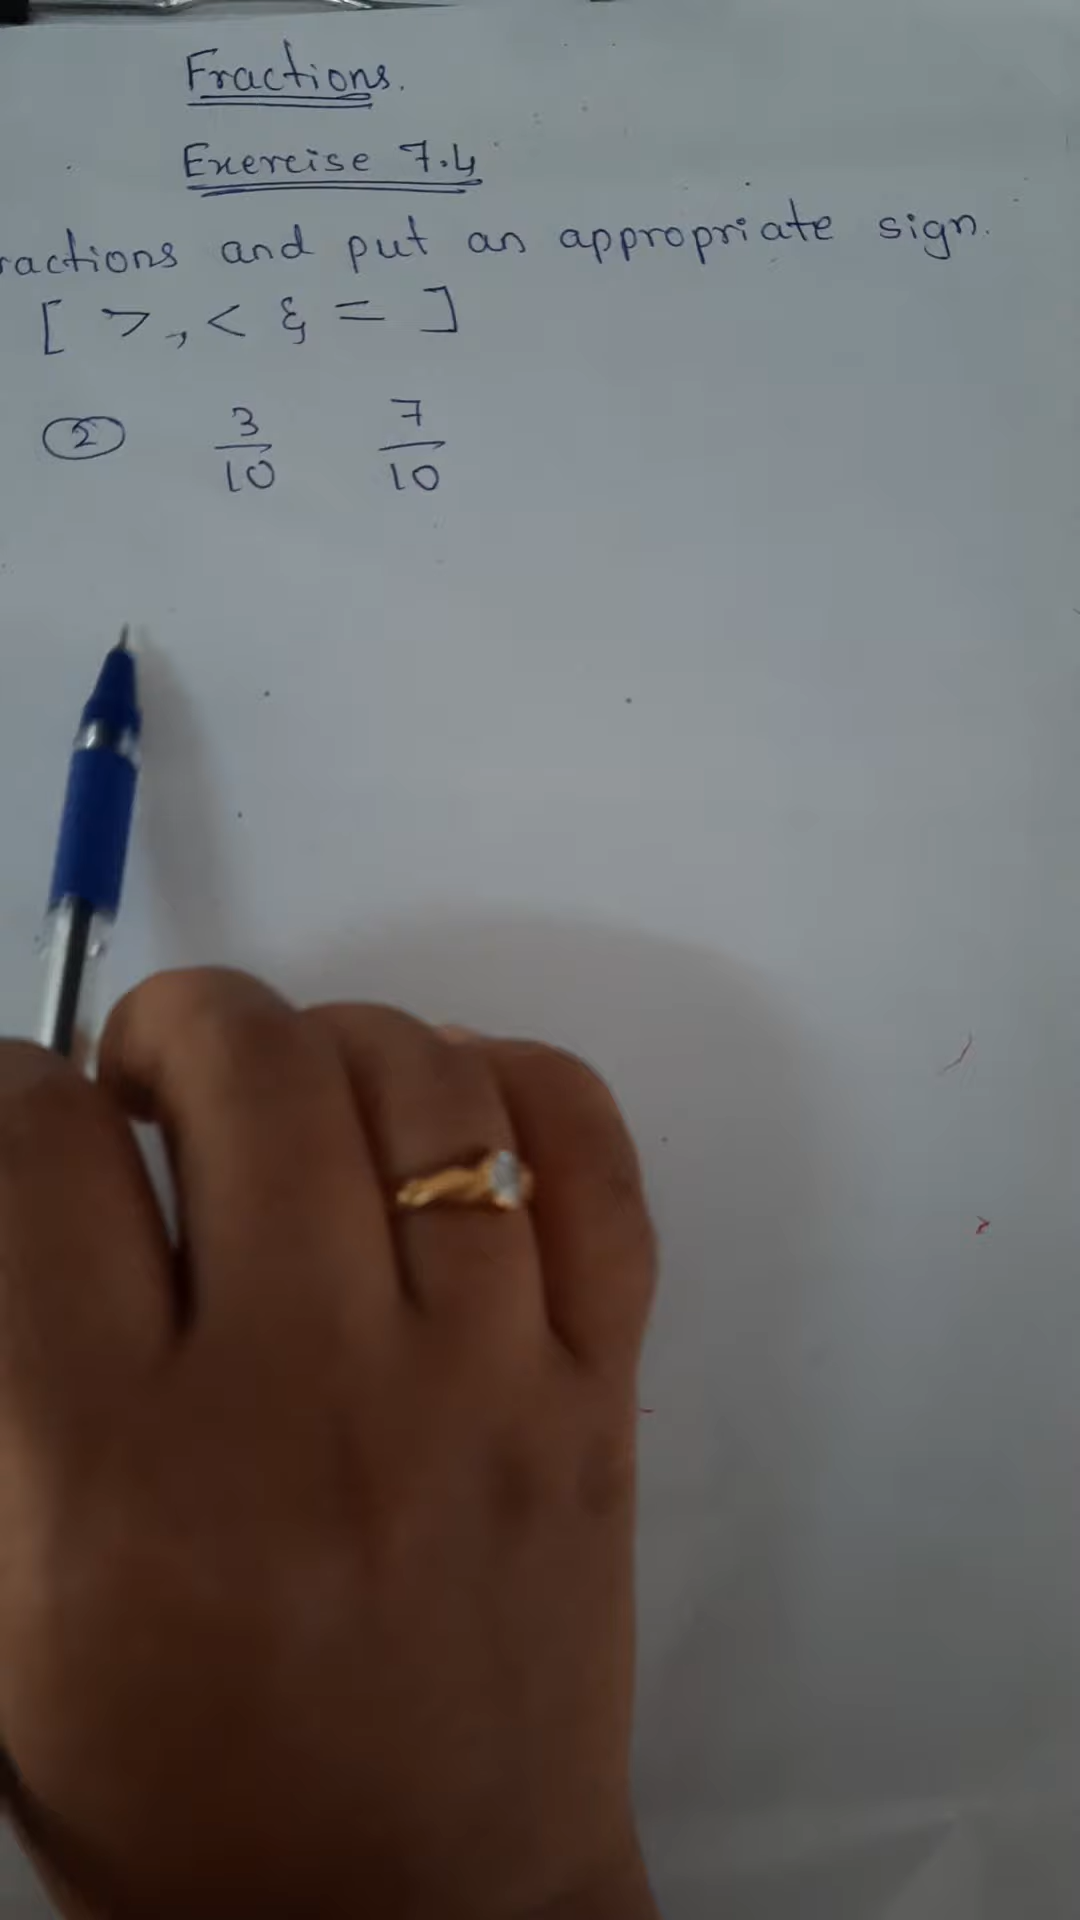 Fractions.
Exercise 7.4
ractions and put an appropriate sign.
[ >, < & = ]
2 3/10 7/10